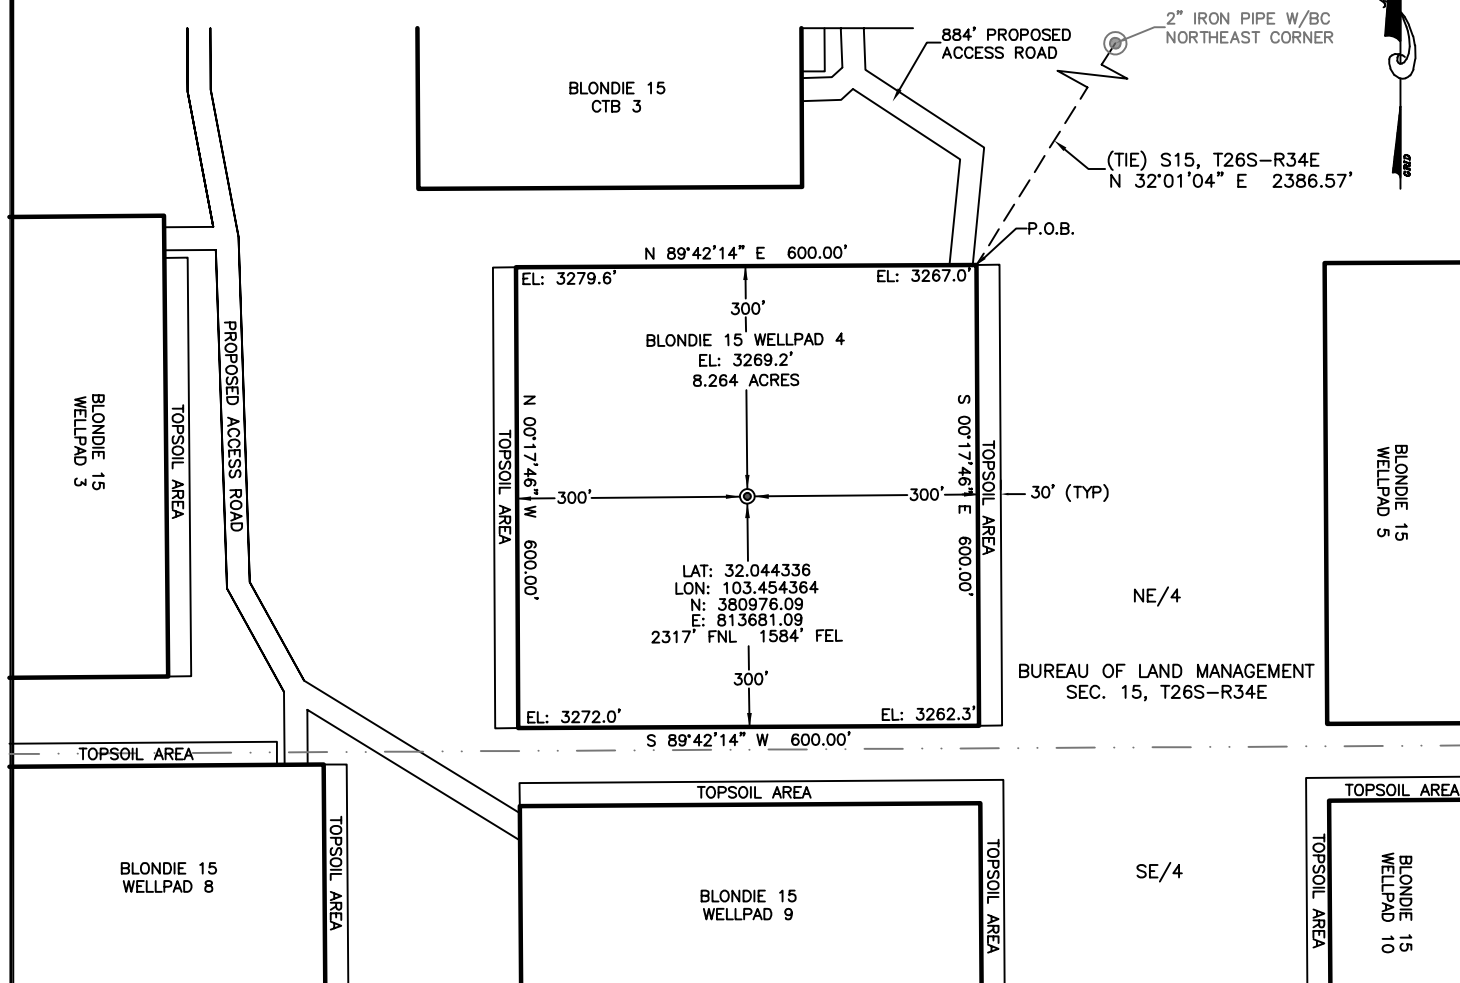 2" IRON PIPE W/BC
NORTHEAST CORNER
884' PROPOSED
ACCESS ROAD
BLONDIE 15
CTB 3
(TIE) S15, T26S-R34E
N 32°01'04" E 2386.57'
GRID
P.O.B.
N 89°42'14" E 600.00'
EL: 3279.6'
EL: 3267.0'
300'
BLONDIE 15 WELLPAD 4
EL: 3269.2'
8.264 ACRES
PROPOSED ACCESS ROAD
BLONDIE 15
WELLPAD 3
TOPSOIL AREA
TOPSOIL AREA
N 00°17'46" W 600.00'
300'
300'
S 00°17'46" E 600.00'
TOPSOIL AREA
30' (TYP)
BLONDIE 15
WELLPAD 5
LAT: 32.044336
LON: 103.454364
N: 380976.09
E: 813681.09
2317' FNL 1584' FEL
300'
NE/4
BUREAU OF LAND MANAGEMENT
SEC. 15, T26S-R34E
EL: 3272.0'
EL: 3262.3'
S 89°42'14" W 600.00'
TOPSOIL AREA
TOPSOIL AREA
TOPSOIL AREA
BLONDIE 15
WELLPAD 8
TOPSOIL AREA
BLONDIE 15
WELLPAD 9
TOPSOIL AREA
SE/4
TOPSOIL AREA
BLONDIE 15
WELLPAD 10